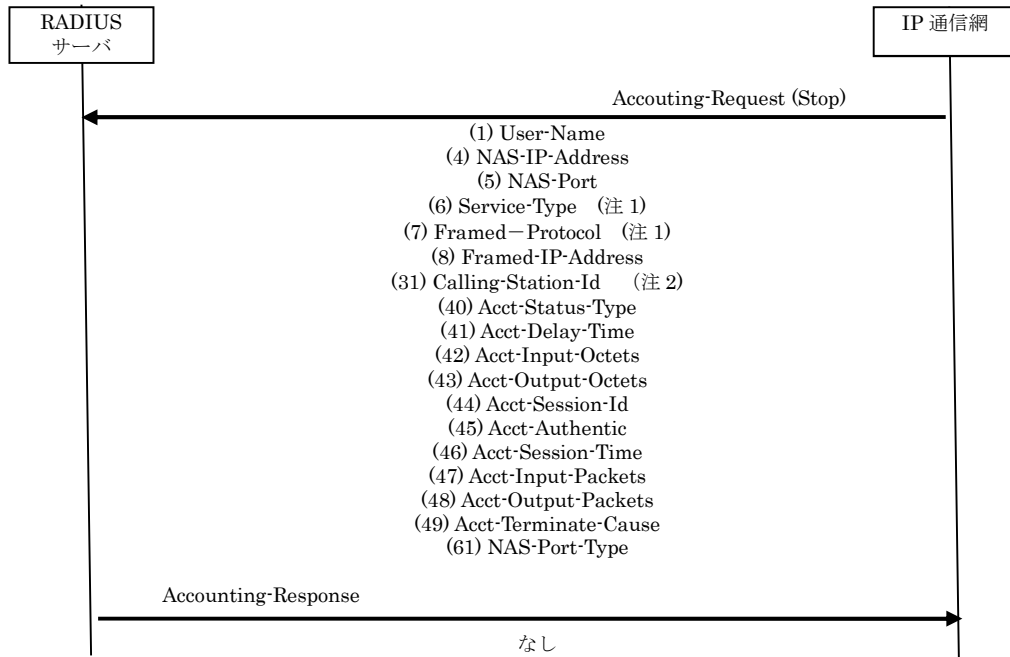 RADIUS
サーバ
IP 通信網
Accouting-Request (Stop)
(1) User-Name
(4) NAS-IP-Address
(5) NAS-Port
(6) Service-Type (注 1)
(7) Framed－Protocol (注 1)
(8) Framed-IP-Address
(31) Calling-Station-Id (注 2)
(40) Acct-Status-Type
(41) Acct-Delay-Time
(42) Acct-Input-Octets
(43) Acct-Output-Octets
(44) Acct-Session-Id
(45) Acct-Authentic
(46) Acct-Session-Time
(47) Acct-Input-Packets
(48) Acct-Output-Packets
(49) Acct-Terminate-Cause
(61) NAS-Port-Type
Accounting-Response
なし